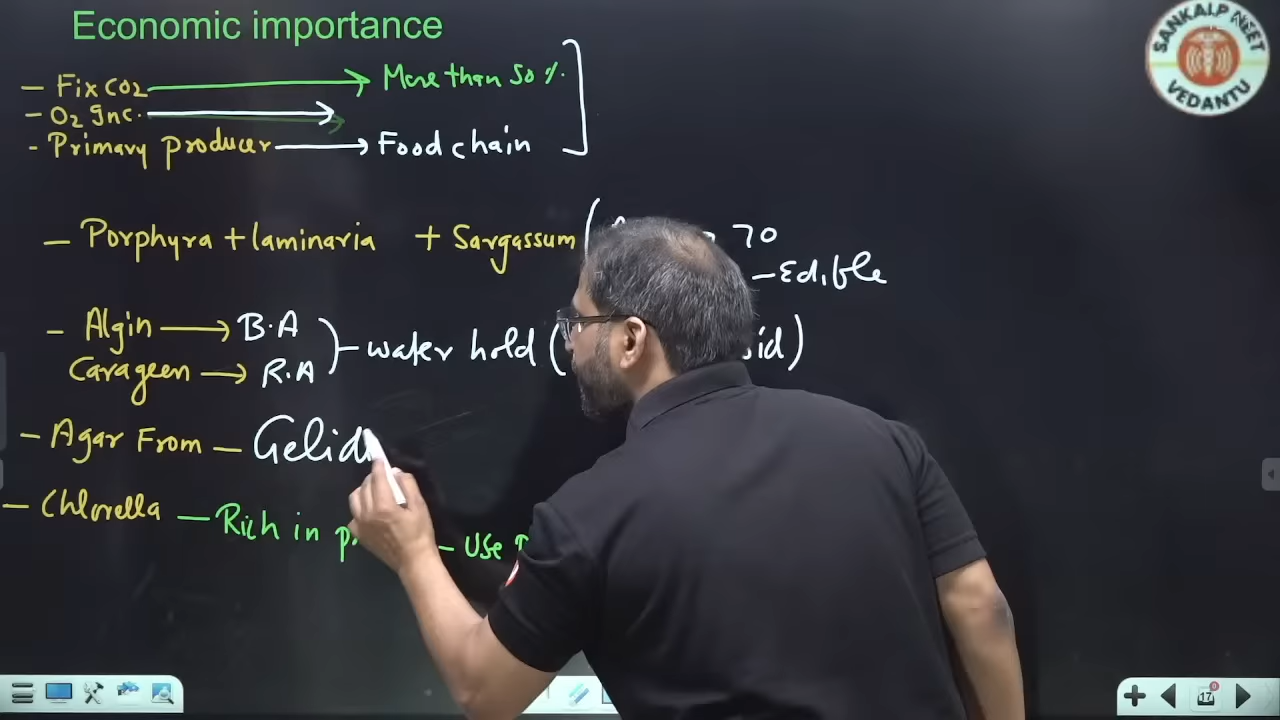 Economic importance
SANKALP NEET
VEDANTU
- Fix CO2 → More than 50 %.
- O2 Inc. →
- Primary producer → Food chain
- Porphyra + laminaria + Sargassum ( 70
- Edible
- Algin → B.A
Carageen → R.A
- water hold (
- Agar From - Gelid
- Chlorella - Rich in - Use
17